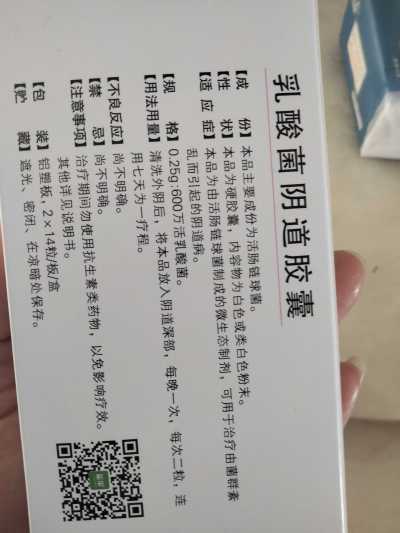 乳酸菌阴道胶囊
【成 份】本品主要成份为活肠链球菌。
【性 状】本品为硬胶囊，内容物为白色或类白色粉末。
【适 应 症】本品为由活肠链球菌制成的微生态制剂，可用于治疗由菌群紊
乱而引起的阴道病。
【规 格】0.25g:600万活乳酸菌。
【用法用量】清洗外阴后，将本品放入阴道深部，每晚一次，每次二粒，连
用七天为一疗程。
【不良反应】尚不明确。
【禁 忌】尚不明确。
【注意事项】治疗期间勿使用抗生素类药物，以免影响疗效。
其他详见说明书。
【包 装】铝塑板，2×14粒/板/盒
【贮 藏】遮光、密闭、在凉暗处保存。